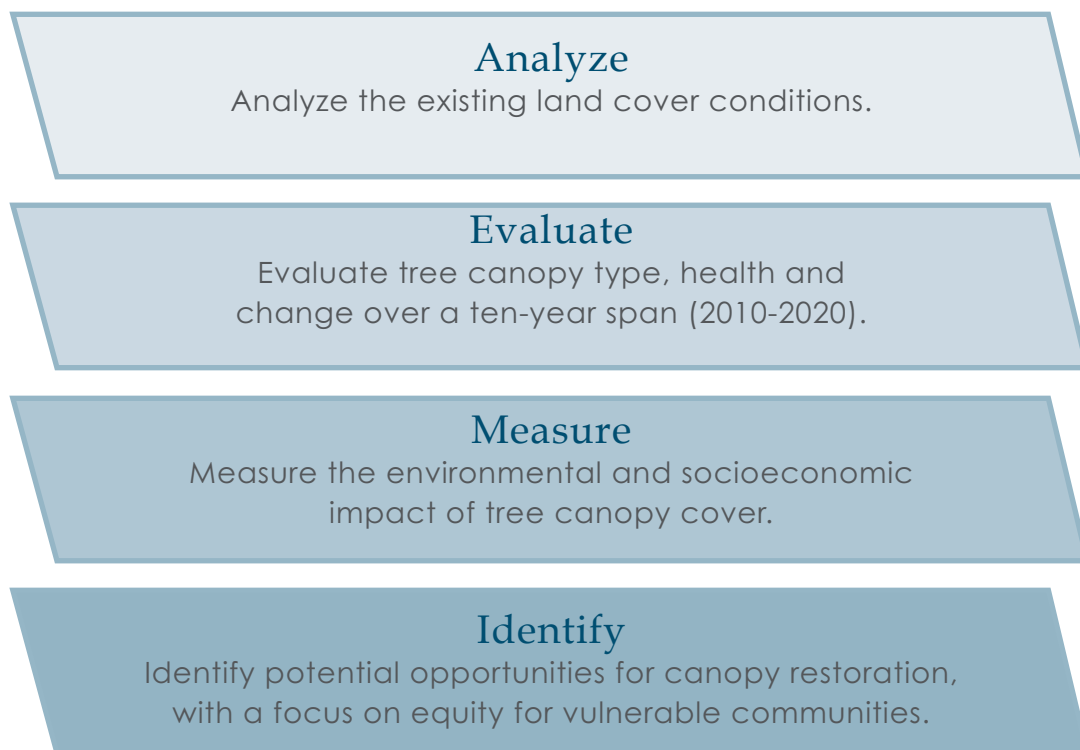 Analyze
Analyze the existing land cover conditions.
Evaluate
Evaluate tree canopy type, health and
change over a ten-year span (2010-2020).
Measure
Measure the environmental and socioeconomic
impact of tree canopy cover.
Identify
Identify potential opportunities for canopy restoration,
with a focus on equity for vulnerable communities.